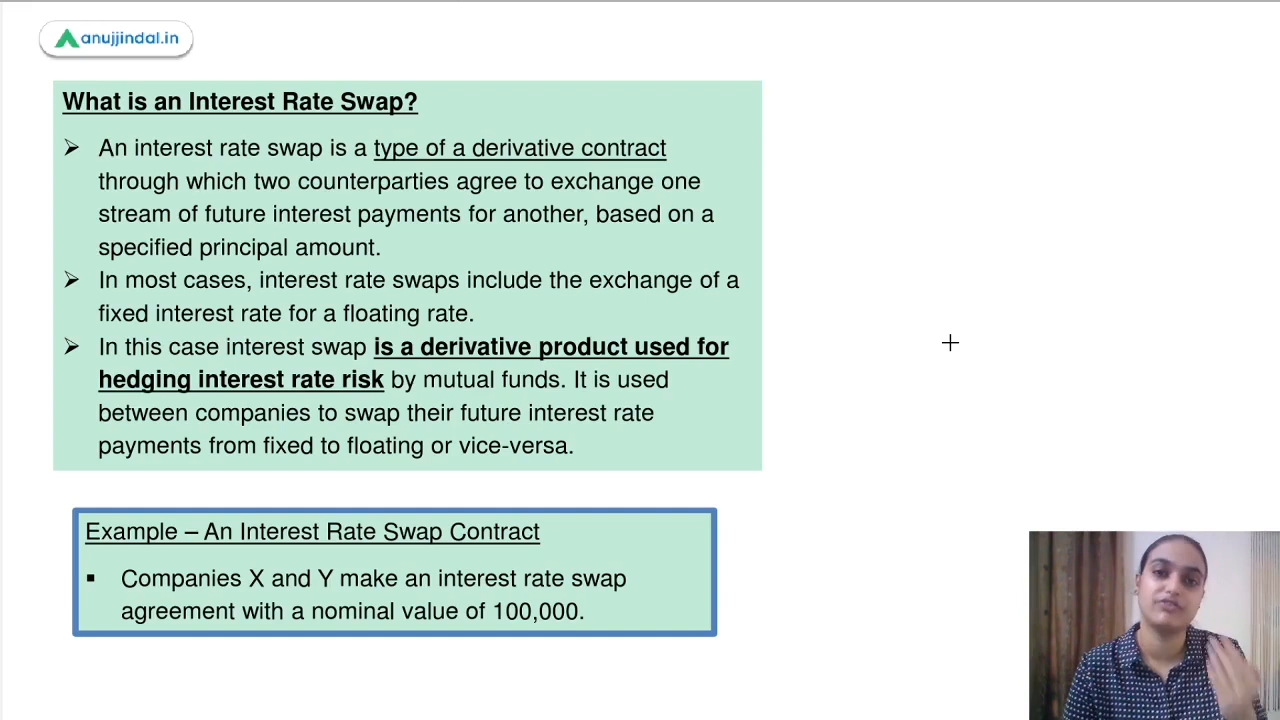 anujjindal.in
What is an Interest Rate Swap?
➢ An interest rate swap is a type of a derivative contract
through which two counterparties agree to exchange one
stream of future interest payments for another, based on a
specified principal amount.
➢ In most cases, interest rate swaps include the exchange of a
fixed interest rate for a floating rate.
➢ In this case interest swap is a derivative product used for
hedging interest rate risk by mutual funds. It is used
between companies to swap their future interest rate
payments from fixed to floating or vice-versa.
Example – An Interest Rate Swap Contract
▪ Companies X and Y make an interest rate swap
agreement with a nominal value of 100,000.